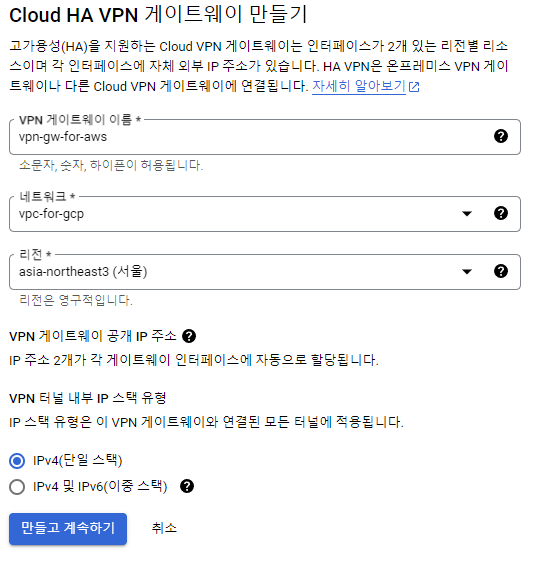 Cloud HA VPN 게이트웨이 만들기
고가용성(HA)을 지원하는 Cloud VPN 게이트웨이는 인터페이스가 2개 있는 리전별 리소
스이며 각 인터페이스에 자체 외부 IP 주소가 있습니다. HA VPN은 온프레미스 VPN 게이
트웨이나 다른 Cloud VPN 게이트웨이에 연결됩니다. 자세히 알아보기
VPN 게이트웨이 이름 *
vpn-gw-for-aws
소문자, 숫자, 하이픈이 허용됩니다.
네트워크 *
vpc-for-gcp
리전 *
asia-northeast3 (서울)
리전은 영구적입니다.
VPN 게이트웨이 공개 IP 주소
IP 주소 2개가 각 게이트웨이 인터페이스에 자동으로 할당됩니다.
VPN 터널 내부 IP 스택 유형
IP 스택 유형은 이 VPN 게이트웨이와 연결된 모든 터널에 적용됩니다.
IPv4(단일 스택)
IPv4 및 IPv6(이중 스택)
만들고 계속하기 취소